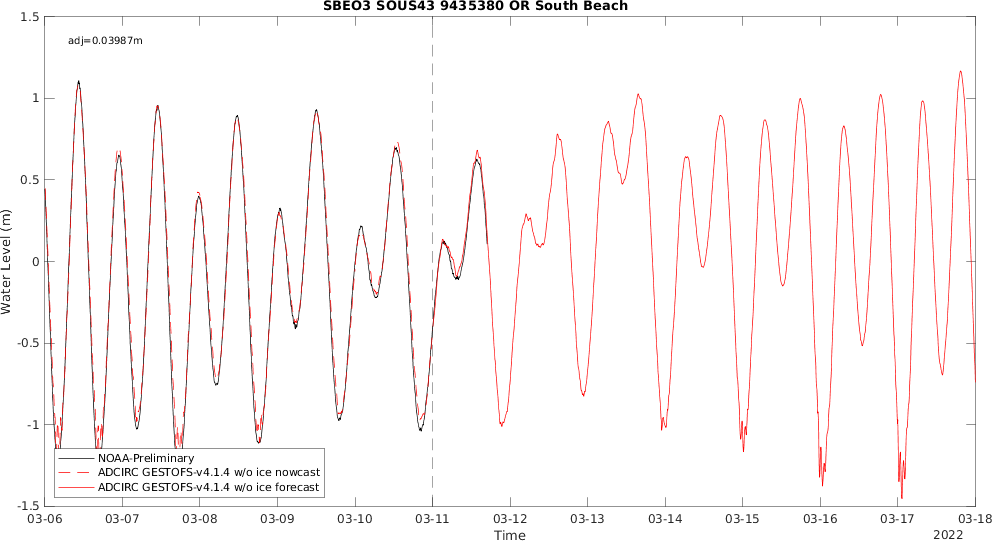 SBEO3 SOUS43 9435380 OR South Beach
adj=0.03987m
Water Level (m)
1.5
1
0.5
0
-0.5
-1
-1.5
NOAA-Preliminary
ADCIRC GESTOFS-v4.1.4 w/o ice nowcast
ADCIRC GESTOFS-v4.1.4 w/o ice forecast
03-06 03-07 03-08 03-09 03-10 03-11 03-12 03-13 03-14 03-15 03-16 03-17 03-18
Time
2022